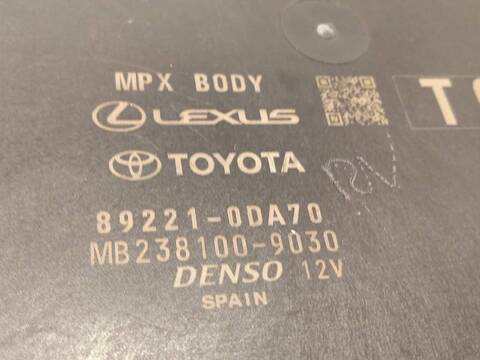 MPX BODY
LEXUS
TOYOTA
89221-0DA70
MB238100-9030
DENSO 12V
SPAIN